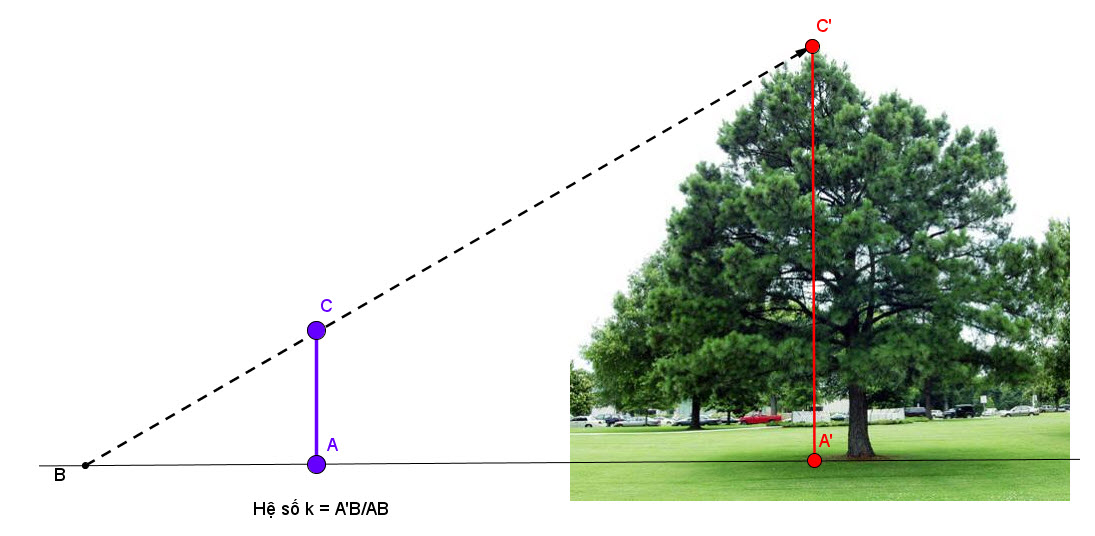 C'
C
A
A'
B
Hệ số k = A'B/AB